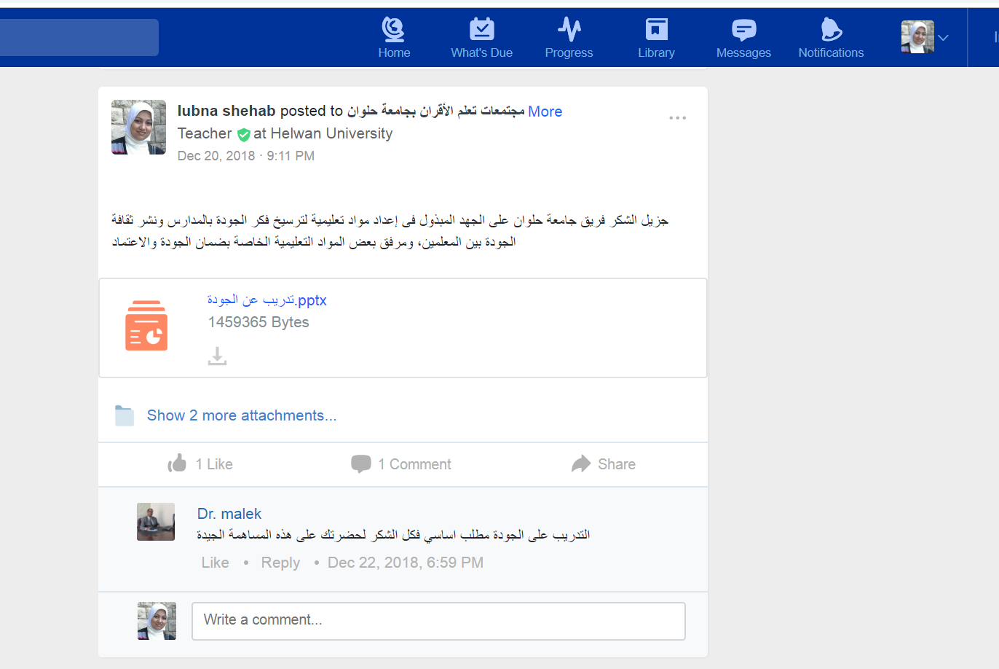 Home
What's Due
Progress
Library
Messages
Notifications
lubna shehab posted to مجتمعات تعلم الأقران بجامعة حلوان More
Teacher at Helwan University
Dec 20, 2018 · 9:11 PM
جزيل الشكر فريق جامعة حلوان على الجهد المبذول فى إعداد مواد تعليمية لترسيخ فكر الجودة بالمدارس ونشر ثقافة
الجودة بين المعلمين، ومرفق بعض المواد التعليمية الخاصة بضمان الجودة والاعتماد
تدريب عن الجودة.pptx
1459365 Bytes
Show 2 more attachments...
1 Like
1 Comment
Share
Dr. malek
التدريب على الجودة مطلب اساسي فكل الشكر لحضرتك على هذه المساهمة الجيدة
Like • Reply • Dec 22, 2018, 6:59 PM
Write a comment...